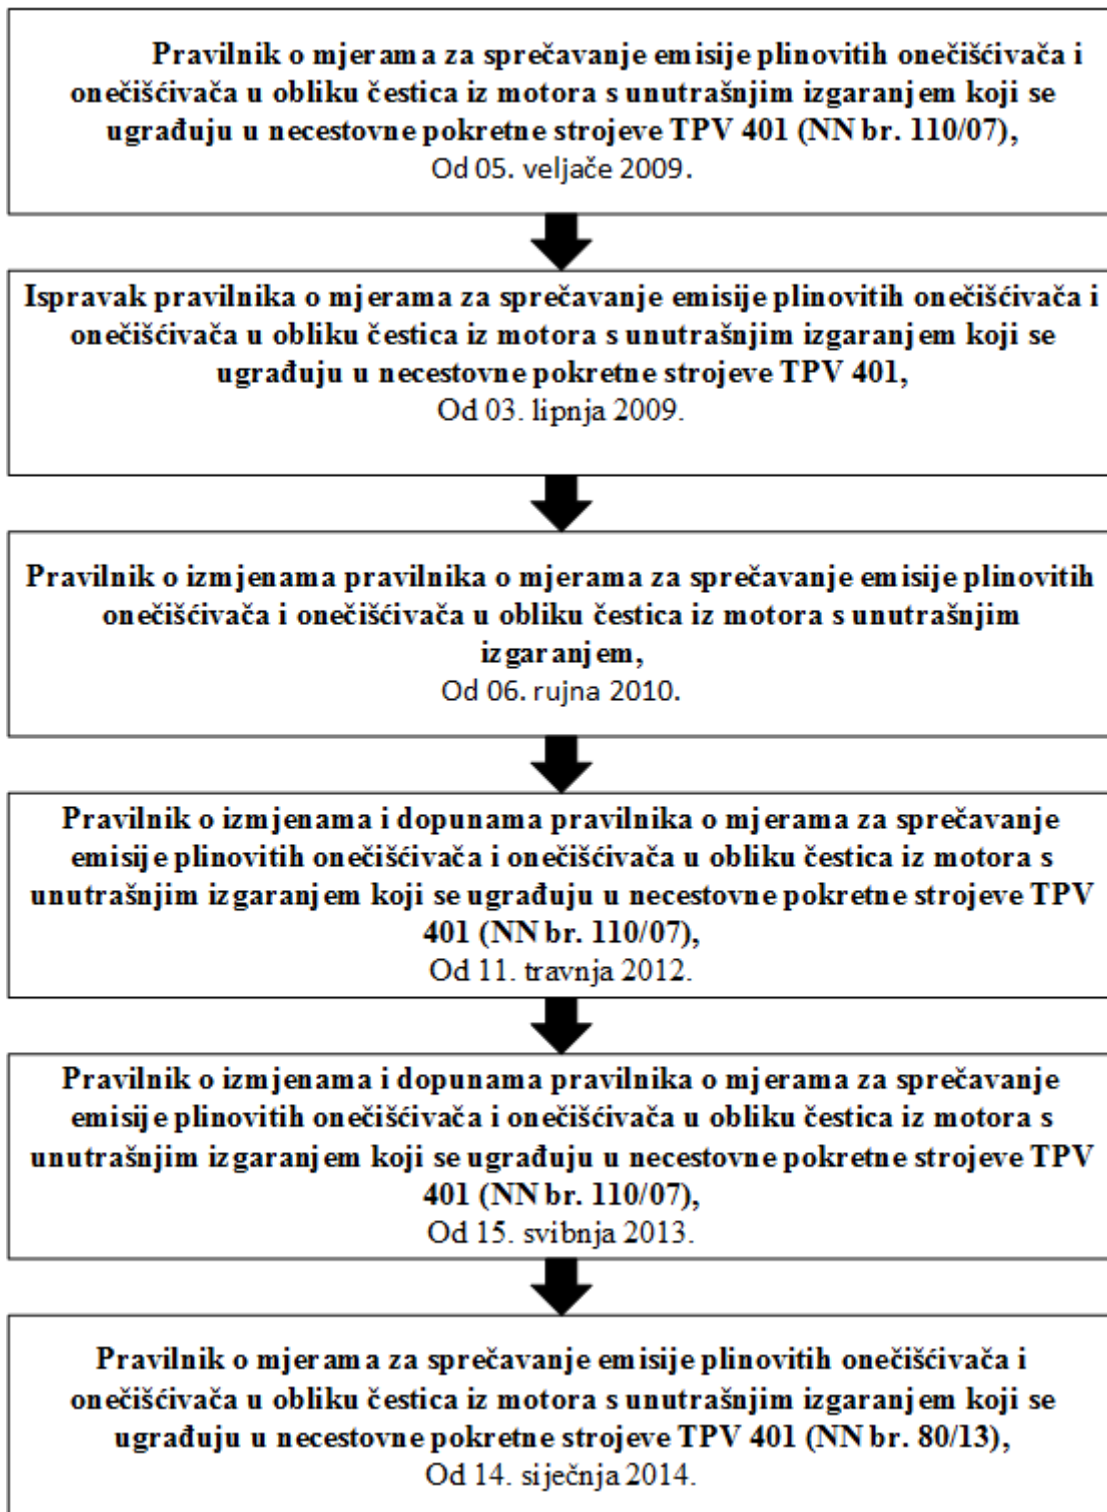 Pravilnik o mjerama za sprečavanje emisije plinovitih onečišćivača i
onečišćivača u obliku čestica iz motora s unutrašnjim izgaranjem koji se
ugrađuju u necestovne pokretne strojeve TPV 401 (NN br. 110/07),
Od 05. veljače 2009.
Ispravak pravilnika o mjerama za sprečavanje emisije plinovitih onečišćivača i
onečišćivača u obliku čestica iz motora s unutrašnjim izgaranjem koji se
ugrađuju u necestovne pokretne strojeve TPV 401,
Od 03. lipnja 2009.
Pravilnik o izmjenama pravilnika o mjerama za sprečavanje emisije plinovitih
onečišćivača i onečišćivača u obliku čestica iz motora s unutrašnjim
izgaranjem,
Od 06. rujna 2010.
Pravilnik o izmjenama i dopunama pravilnika o mjerama za sprečavanje
emisije plinovitih onečišćivača i onečišćivača u obliku čestica iz motora s
unutrašnjim izgaranjem koji se ugrađuju u necestovne pokretne strojeve TPV
401 (NN br. 110/07),
Od 11. travnja 2012.
Pravilnik o izmjenama i dopunama pravilnika o mjerama za sprečavanje
emisije plinovitih onečišćivača i onečišćivača u obliku čestica iz motora s
unutrašnjim izgaranjem koji se ugrađuju u necestovne pokretne strojeve TPV
401 (NN br. 110/07),
Od 15. svibnja 2013.
Pravilnik o mjerama za sprečavanje emisije plinovitih onečišćivača i
onečišćivača u obliku čestica iz motora s unutrašnjim izgaranjem koji se
ugrađuju u necestovne pokretne strojeve TPV 401 (NN br. 80/13),
Od 14. siječnja 2014.